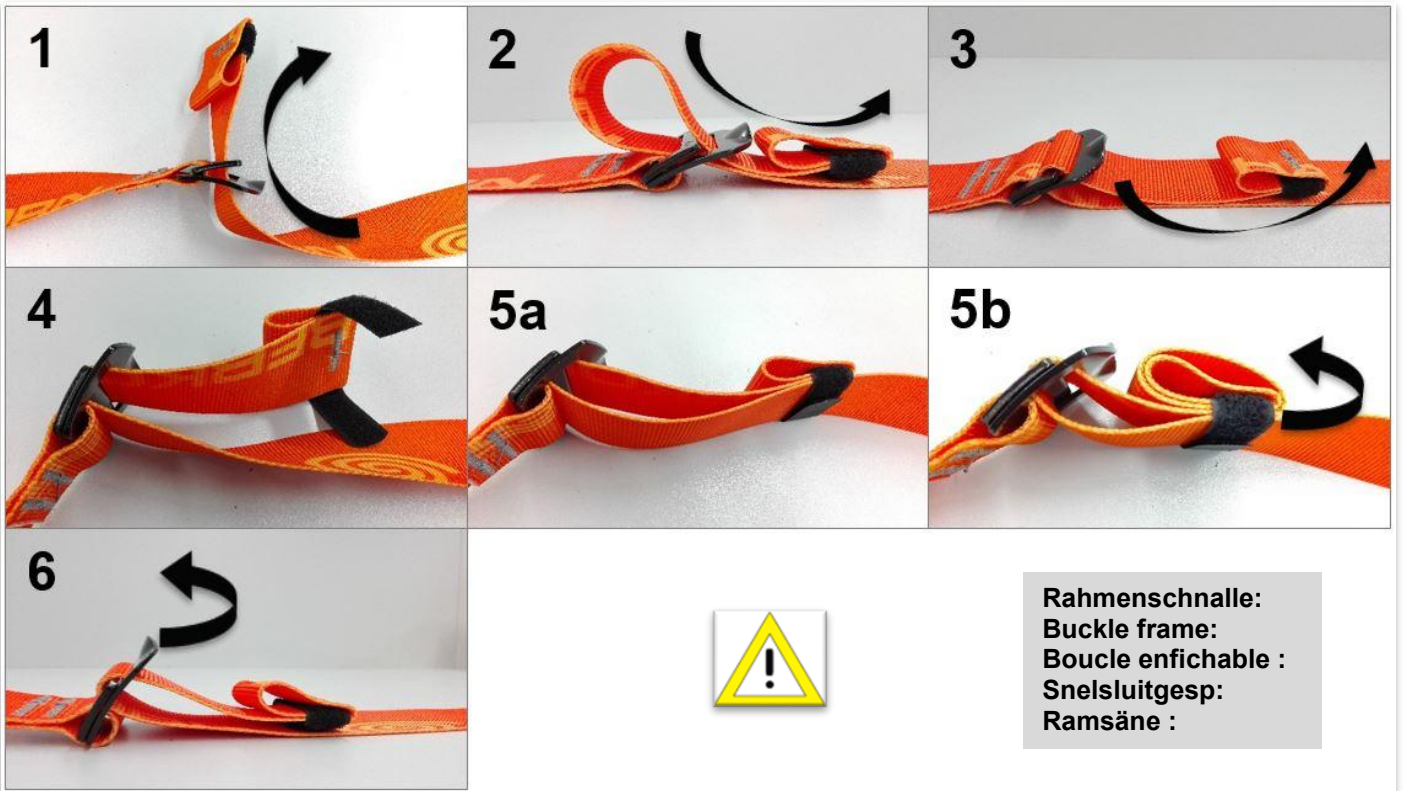 1
2
3
4
5a
5b
6
!
Rahmenschnalle:
Buckle frame:
Boucle enfichable :
Snelsluitgesp:
Ramsäne :